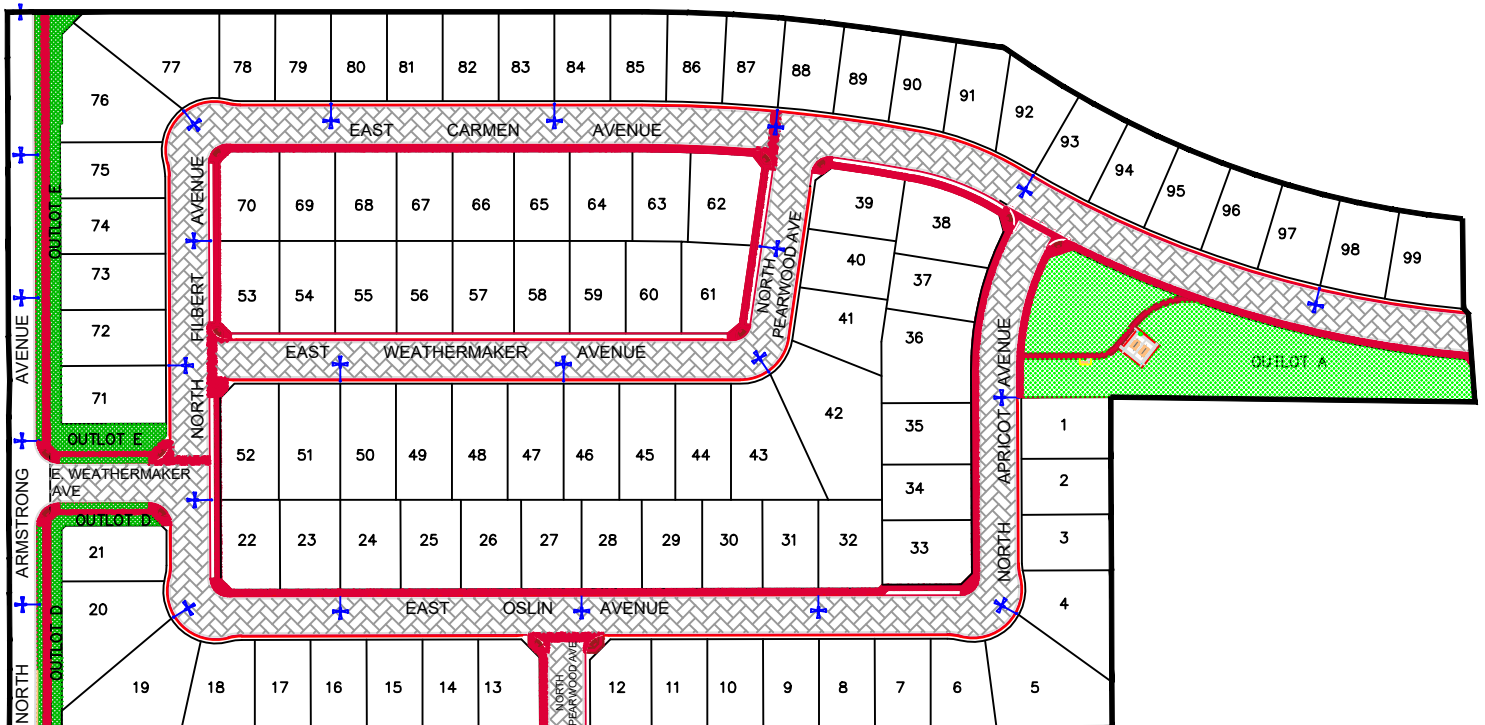 77 78 79 80 81 82 83 84 85 86 87 88 89 90 91 92
93 94 95 96 97 98 99
76
75
74
73
72
71
EAST CARMEN AVENUE
NORTH FILBERT AVENUE
OUTLOT E
70 69 68 67 66 65 64 63 62
53 54 55 56 57 58 59 60 61
NORTH
PEARWOOD AVE
39 38
40 37
41 36
42
35
34
33
EAST WEATHERMAKER AVENUE
NORTH APRICOT AVENUE
OUTLOT A
OUTLOT E
E WEATHERMAKER
AVE
OUTLOT D
NORTH ARMSTRONG AVENUE
52 51 50 49 48 47 46 45 44 43
22 23 24 25 26 27 28 29 30 31 32
1
2
3
4
21
20
OUTLOT D
EAST OSLIN AVENUE
19 18 17 16 15 14 13
NORTH
PEARWOOD AVE
12 11 10 9 8 7 6 5